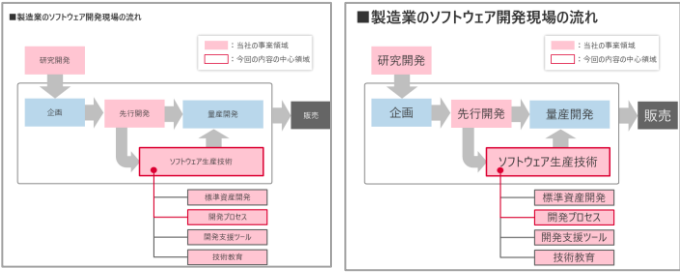 ■製造業のソフトウェア開発現場の流れ
：当社の事業領域
：今回の内容の中心領域
研究開発
企画
先行開発
量産開発
販売
ソフトウェア生産技術
標準資産開発
開発プロセス
開発支援ツール
技術教育
■製造業のソフトウェア開発現場の流れ
：当社の事業領域
：今回の内容の中心領域
研究開発
企画
先行開発
量産開発
販売
ソフトウェア生産技術
標準資産開発
開発プロセス
開発支援ツール
技術教育